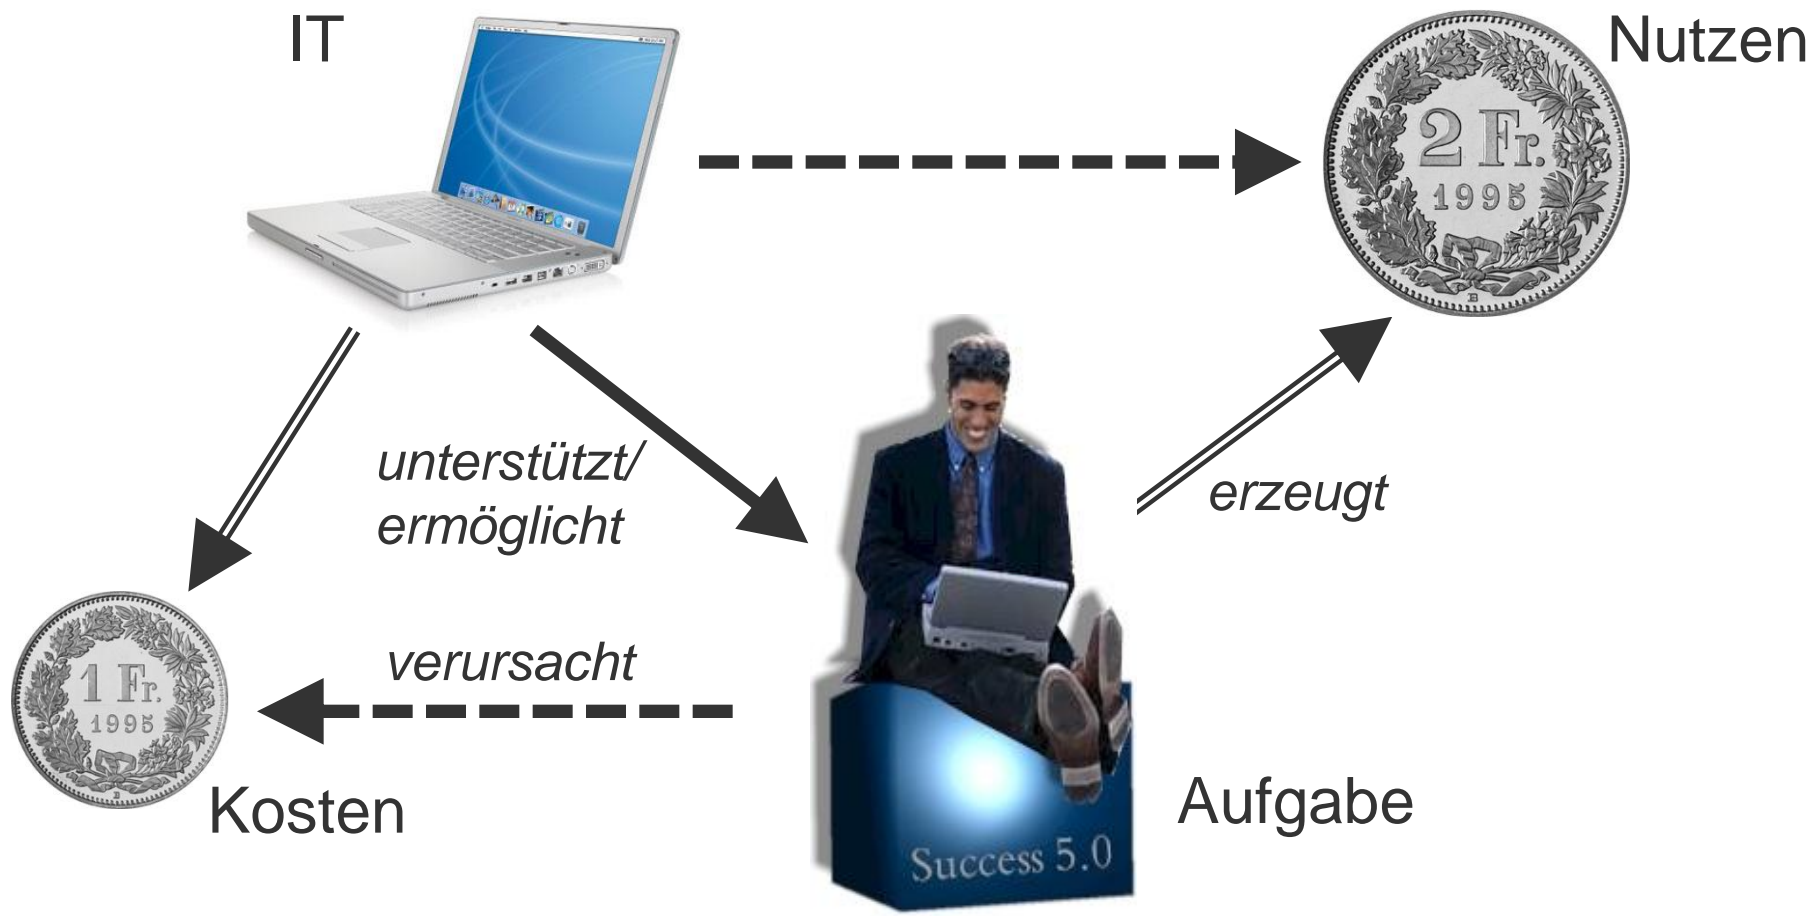 IT
Nutzen
2 Fr.
1995
B
unterstützt/
ermöglicht
erzeugt
verursacht
1 Fr.
1995
B
Kosten
Aufgabe
Success 5.0